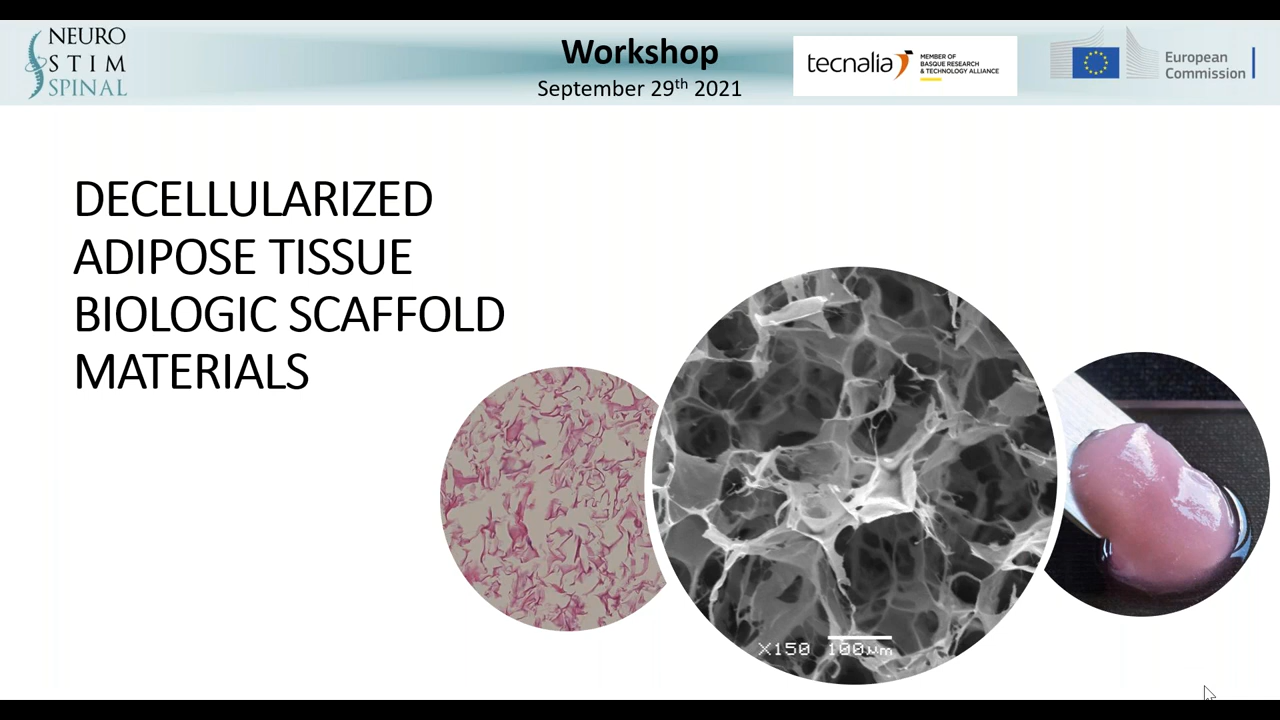 NEURO
STIM
SPINAL
Workshop
September 29th 2021
tecnalia
MEMBER OF
BASQUE RESEARCH
& TECHNOLOGY ALLIANCE
European
Commission
DECELLULARIZED
ADIPOSE TISSUE
BIOLOGIC SCAFFOLD
MATERIALS
X150 100μm